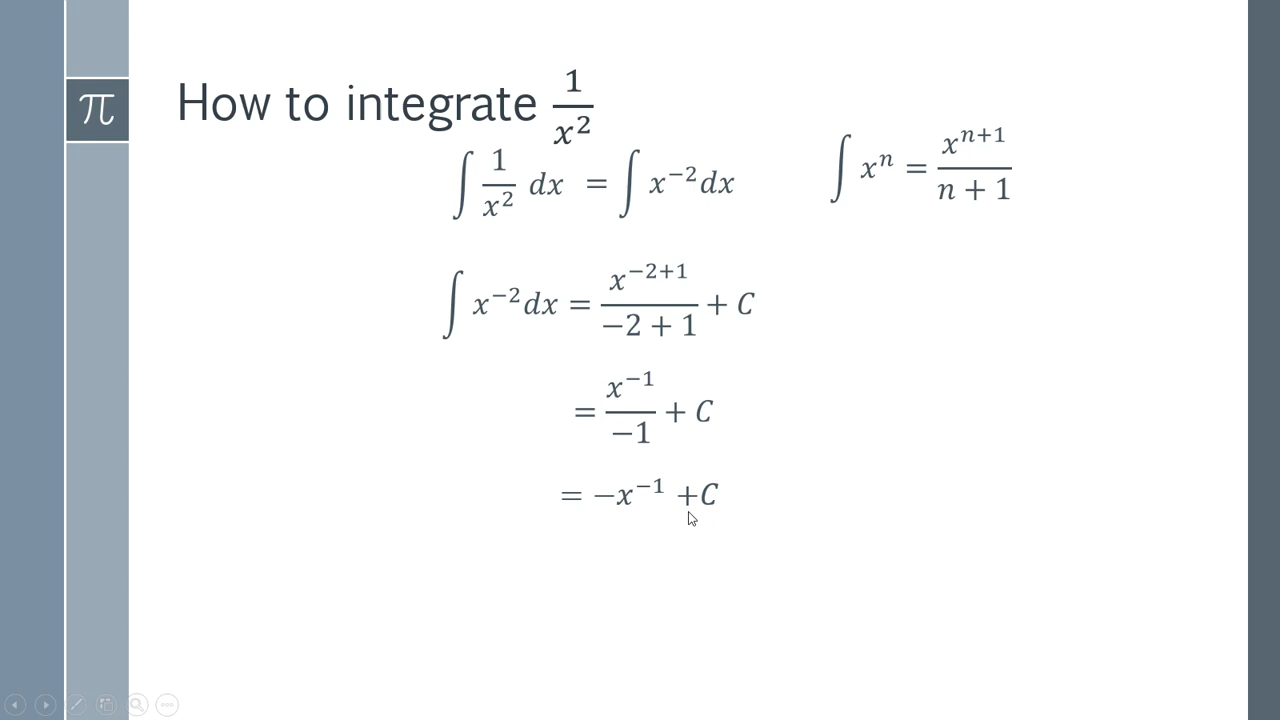 π
How to integrate 1/x²
∫ 1/x² dx = ∫ x⁻² dx
∫ xⁿ = xⁿ⁺¹/(n + 1)
∫ x⁻² dx = x⁻²⁺¹/(−2 + 1) + C
= x⁻¹/−1 + C
= −x⁻¹ +C